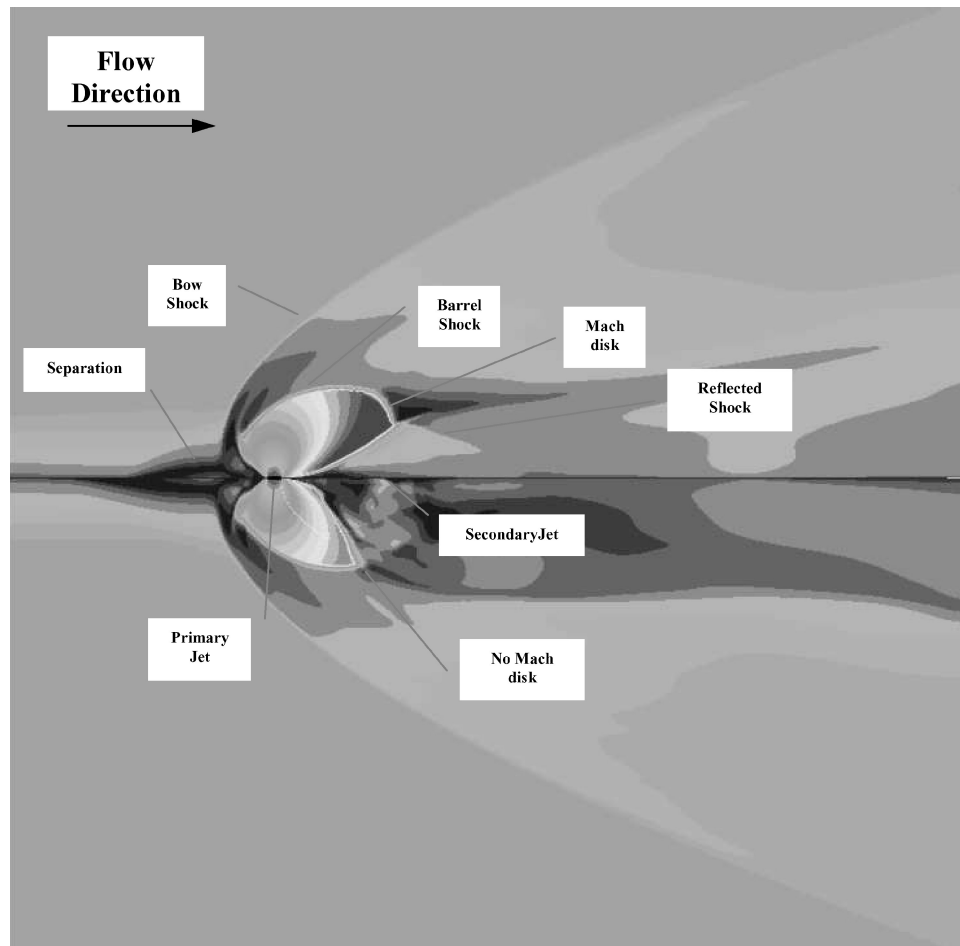 Flow
Direction
Bow
Shock
Barrel
Shock
Mach
disk
Separation
Reflected
Shock
SecondaryJet
Primary
Jet
No Mach
disk